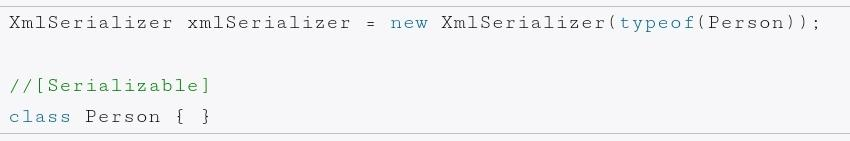 XmlSerializer xmlSerializer = new XmlSerializer(typeof(Person));
//[Serializable]
class Person { }